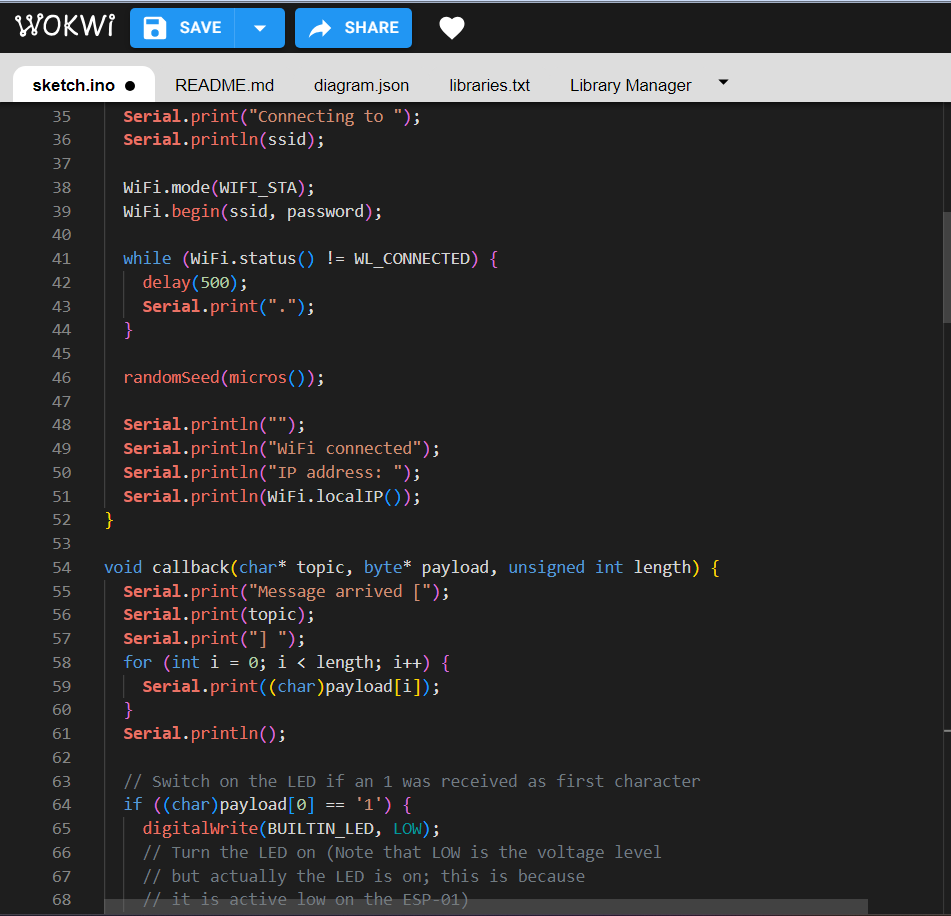 WOKWi SAVE SHARE
sketch.ino README.md diagram.json libraries.txt Library Manager
35 Serial.print("Connecting to ");
36 Serial.println(ssid);
37
38 WiFi.mode(WIFI_STA);
39 WiFi.begin(ssid, password);
40
41 while (WiFi.status() != WL_CONNECTED) {
42 delay(500);
43 Serial.print(".");
44 }
45
46 randomSeed(micros());
47
48 Serial.println("");
49 Serial.println("WiFi connected");
50 Serial.println("IP address: ");
51 Serial.println(WiFi.localIP());
52 }
53
54 void callback(char* topic, byte* payload, unsigned int length) {
55 Serial.print("Message arrived [");
56 Serial.print(topic);
57 Serial.print("] ");
58 for (int i = 0; i < length; i++) {
59 Serial.print((char)payload[i]);
60 }
61 Serial.println();
62
63 // Switch on the LED if an 1 was received as first character
64 if ((char)payload[0] == '1') {
65 digitalWrite(BUILTIN_LED, LOW);
66 // Turn the LED on (Note that LOW is the voltage level
67 // but actually the LED is on; this is because
68 // it is active low on the ESP-01)